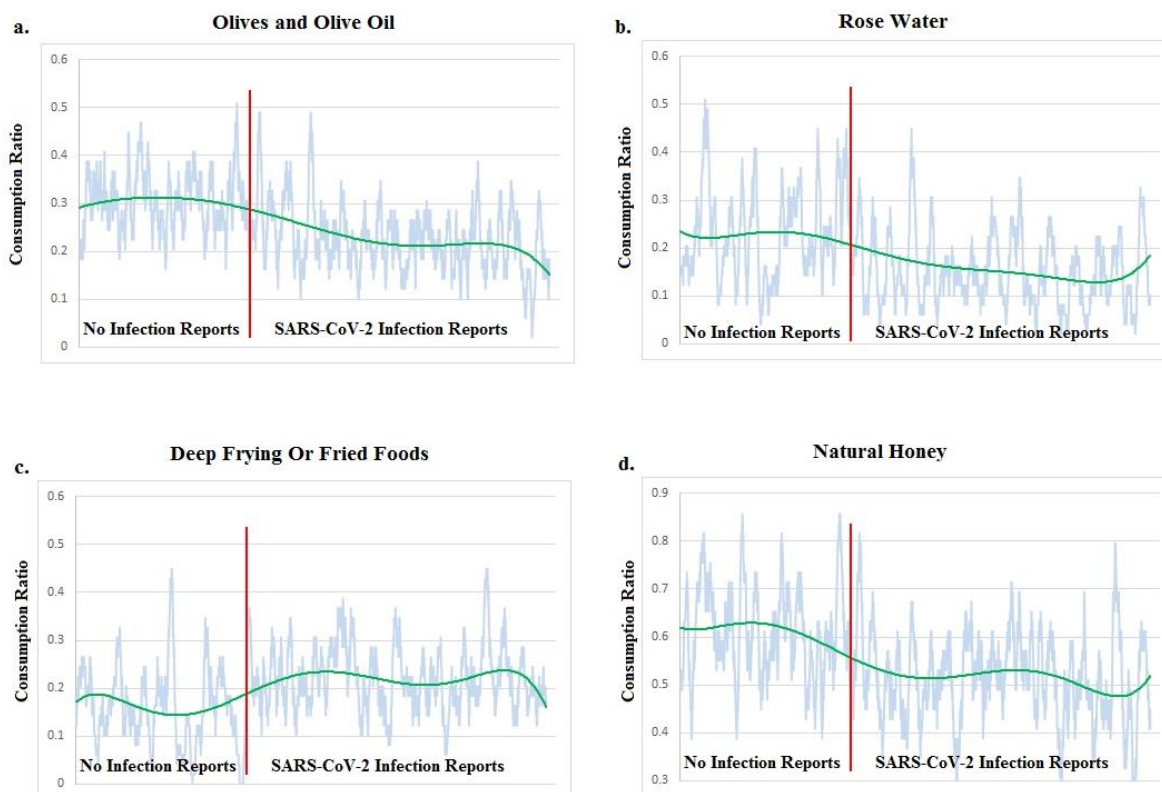 a.
Olives and Olive Oil
Consumption Ratio
0.6
0.5
0.4
0.3
0.2
0.1
0
No Infection Reports
SARS-CoV-2 Infection Reports
b.
Rose Water
Consumption Ratio
0.6
0.5
0.4
0.3
0.2
0.1
0
No Infection Reports
SARS-CoV-2 Infection Reports
c.
Deep Frying Or Fried Foods
Consumption Ratio
0.6
0.5
0.4
0.3
0.2
0.1
0
No Infection Reports
SARS-CoV-2 Infection Reports
d.
Natural Honey
Consumption Ratio
0.9
0.8
0.7
0.6
0.5
0.4
0.3
No Infection Reports
SARS-CoV-2 Infection Reports